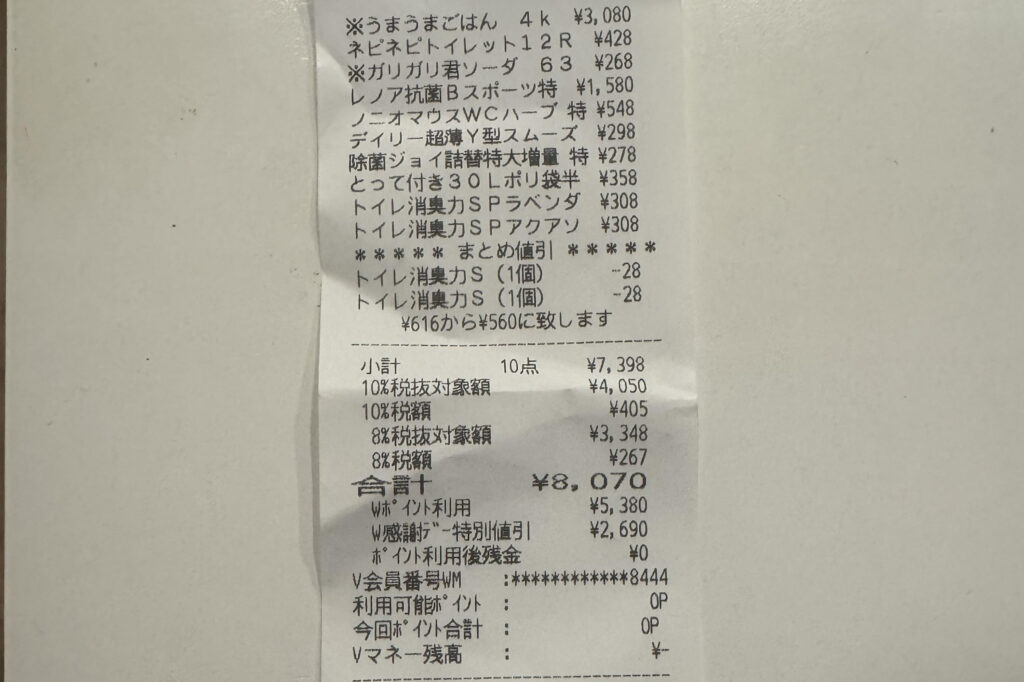 ※うまうまごはん 4k ¥3,080
ネピネピトイレット12R ¥428
※ガリガリ君ソーダ 63 ¥268
レノア抗菌Bスポーツ特 ¥1,580
ノニオマウスWCハーブ 特 ¥548
デイリー超薄Y型スムーズ ¥298
除菌ジョイ詰替特大増量 特 ¥278
とって付き30Lポリ袋半 ¥358
トイレ消臭力SPラベンダ ¥308
トイレ消臭力SPアクアソ ¥308
***** まとめ値引 *****
トイレ消臭力S (1個) -28
トイレ消臭力S (1個) -28
¥616から¥560に致します
小計 10点 ¥7,398
10%税抜対象額 ¥4,050
10%税額 ¥405
8%税抜対象額 ¥3,348
8%税額 ¥267
合計 ¥8,070
Wポイント利用 ¥5,380
W感謝デー特別値引 ¥2,690
ポイント利用後残金 ¥0
V会員番号WM :************8444
利用可能ポイント : 0P
今回ポイント合計 : 0P
Vマネー残高 : ¥-